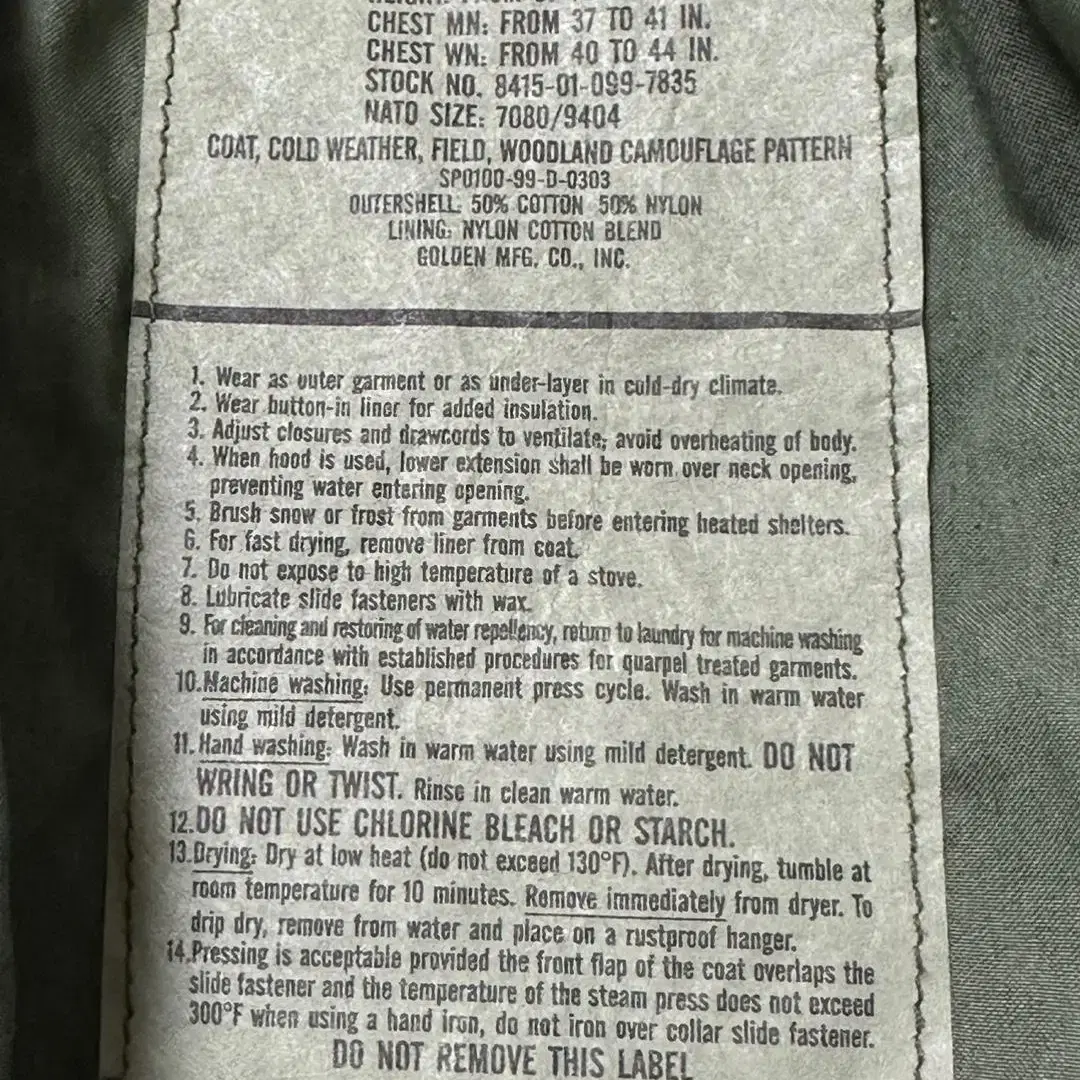 CHEST MN: FROM 37 TO 41 IN.
CHEST WN: FROM 40 TO 44 IN.
STOCK NO. 8415-01-099-7835
NATO SIZE: 7080/9404
COAT, COLD WEATHER, FIELD, WOODLAND CAMOUFLAGE PATTERN
SPO100-99-D-0303
OUTERSHELL: 50% COTTON 50% NYLON
LINING: NYLON COTTON BLEND
GOLDEN MFG. CO., INC.
1. Wear as outer garment or as under-layer in cold-dry climate.
2. Wear button-in liner for added insulation.
3. Adjust closures and drawcords to ventilate; avoid overheating of body.
4. When hood is used, lower extension shall be worn over neck opening,
preventing water entering opening.
5. Brush snow or frost from garments before entering heated shelters.
6. For fast drying, remove liner from coat.
7. Do not expose to high temperature of a stove.
8. Lubricate slide fasteners with wax.
9. For cleaning and restoring of water repellency, return to laundry for machine washing
in accordance with established procedures for quarpel treated garments.
10.Machine washing: Use permanent press cycle. Wash in warm water
using mild detergent.
11. Hand washing: Wash in warm water using mild detergent. DO NOT
WRING OR TWIST. Rinse in clean warm water.
12.DO NOT USE CHLORINE BLEACH OR STARCH.
13.Drying: Dry at low heat (do not exceed 130°F). After drying, tumble at
room temperature for 10 minutes. Remove immediately from dryer. To
drip dry, remove from water and place on a rustproof hanger.
14.Pressing is acceptable provided the front flap of the coat overlaps the
slide fastener and the temperature of the steam press does not exceed
300°F when using a hand iron, do not iron over collar slide fastener.
DO NOT REMOVE THIS LABEL